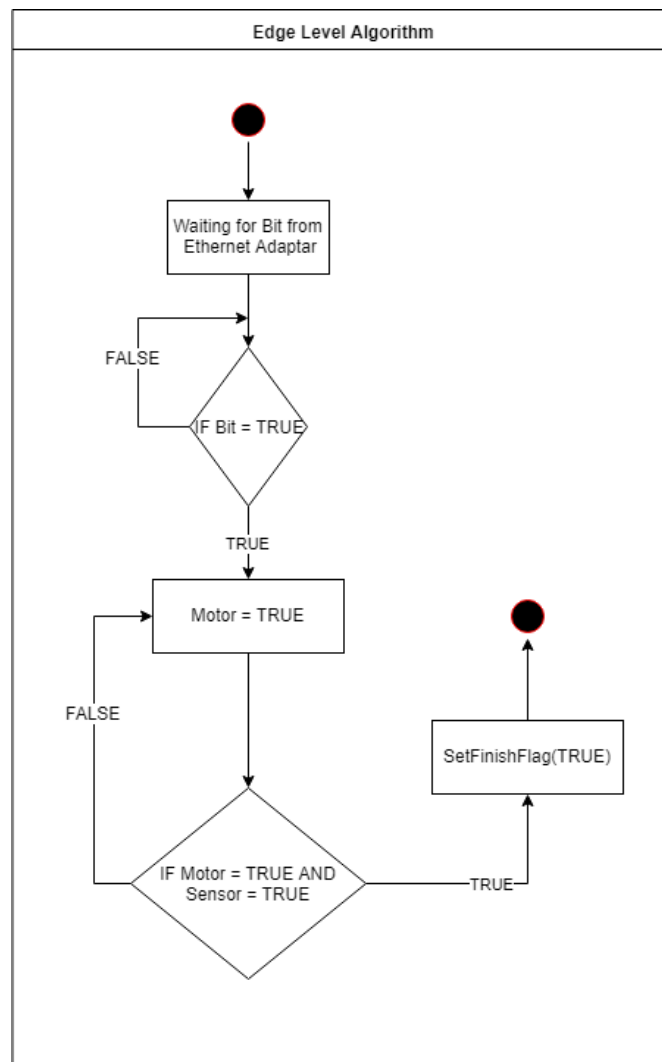 Edge Level Algorithm
Waiting for Bit from
Ethernet Adaptar
FALSE
IF Bit = TRUE
TRUE
Motor = TRUE
FALSE
SetFinishFlag(TRUE)
IF Motor = TRUE AND
Sensor = TRUE
TRUE